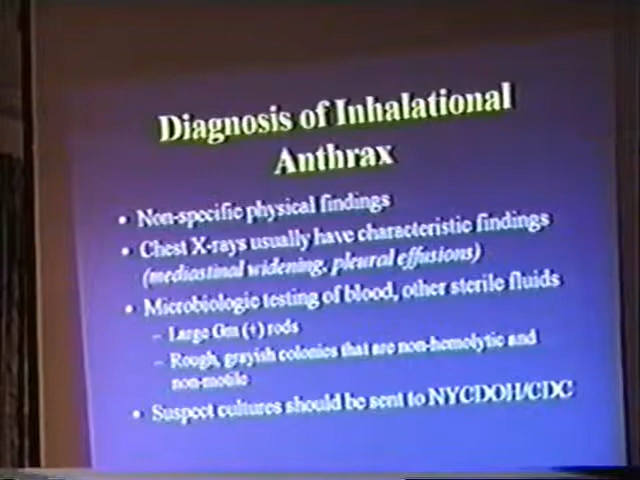 Diagnosis of Inhalational
Anthrax
• Non-specific physical findings
• Chest X-rays usually have characteristic findings
(mediastinal widening, pleural effusions)
• Microbiologic testing of blood, other sterile fluids
– Large Gm (+) rods
– Rough, grayish colonies that are non-hemolytic and
non-motile
• Suspect cultures should be sent to NYCDOH/CDC